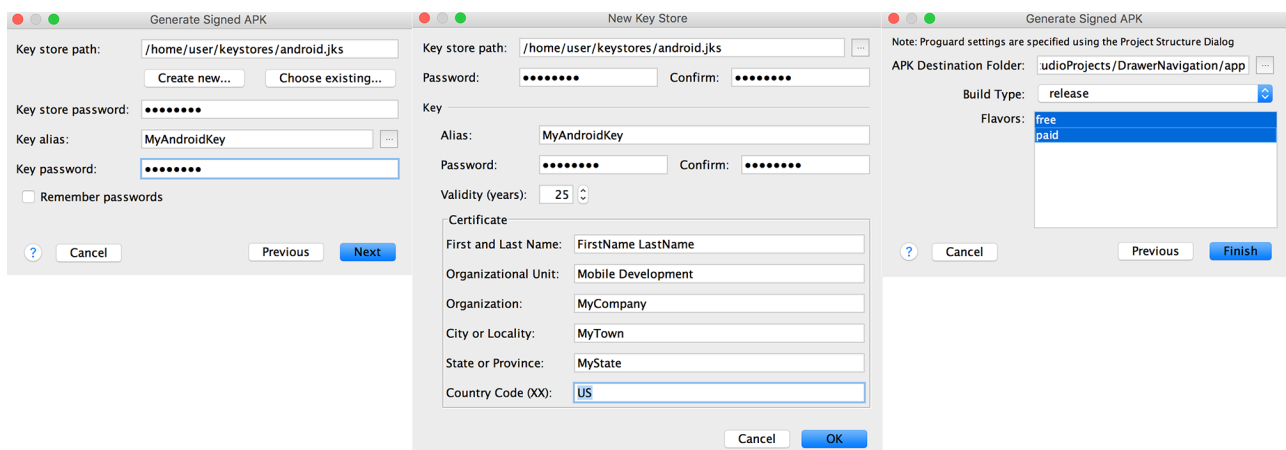 Generate Signed APK
Key store path: /home/user/keystores/android.jks
Create new... Choose existing...
Key store password: ••••••••
Key alias: MyAndroidKey ...
Key password: ••••••••
Remember passwords
? Cancel Previous Next
New Key Store
Key store path: /home/user/keystores/android.jks ...
Password: •••••••• Confirm: ••••••••
Key
Alias: MyAndroidKey
Password: •••••••• Confirm: ••••••••
Validity (years): 25
Certificate
First and Last Name: FirstName LastName
Organizational Unit: Mobile Development
Organization: MyCompany
City or Locality: MyTown
State or Province: MyState
Country Code (XX): US
Cancel OK
Generate Signed APK
Note: Proguard settings are specified using the Project Structure Dialog
APK Destination Folder: udioProjects/DrawerNavigation/app ...
Build Type: release
Flavors: free
paid
? Cancel Previous Finish